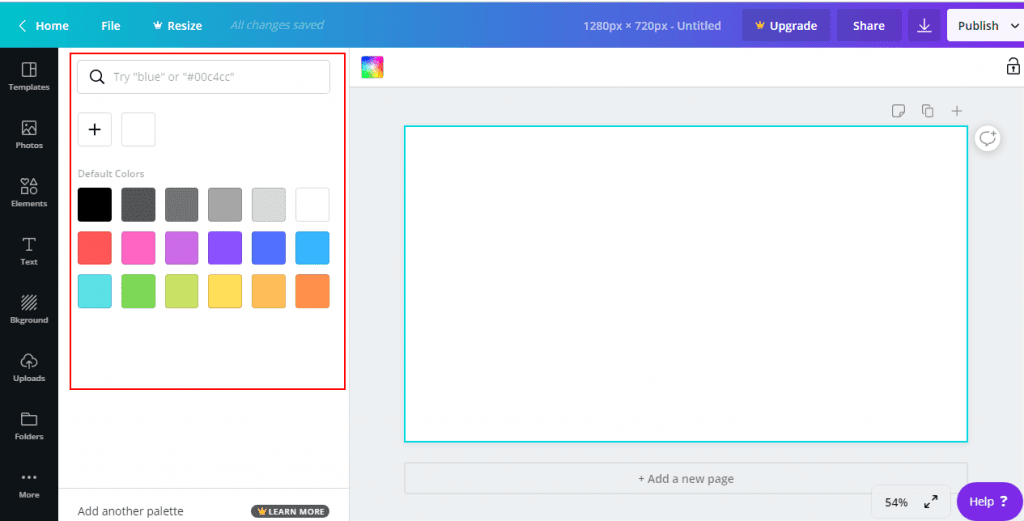 Home File Resize All changes saved 1280px × 720px - Untitled Upgrade Share Publish
Templates
Photos
Elements
Text
Bkground
Uploads
Folders
More
Try "blue" or "#00c4cc"
+
Default Colors
Add another palette LEARN MORE
+ Add a new page
54%
Help ?